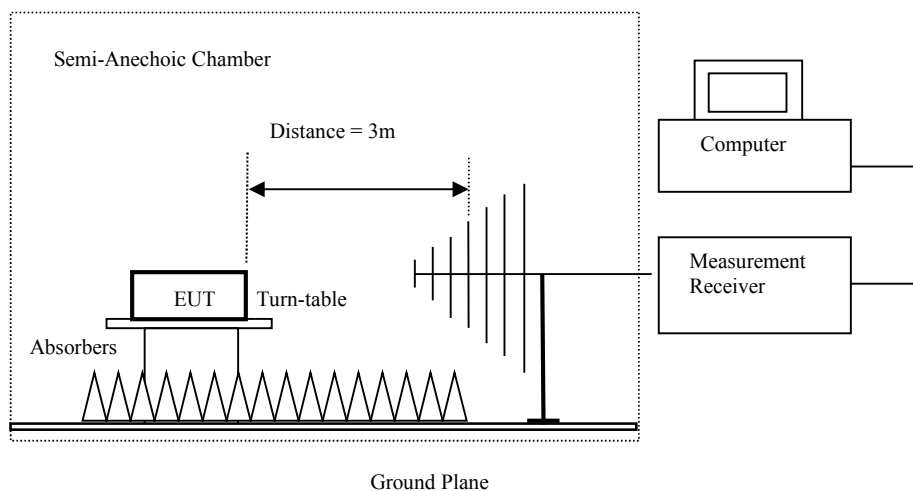 Semi-Anechoic Chamber
Distance = 3m
Computer
Measurement
Receiver
EUT
Turn-table
Absorbers
Ground Plane